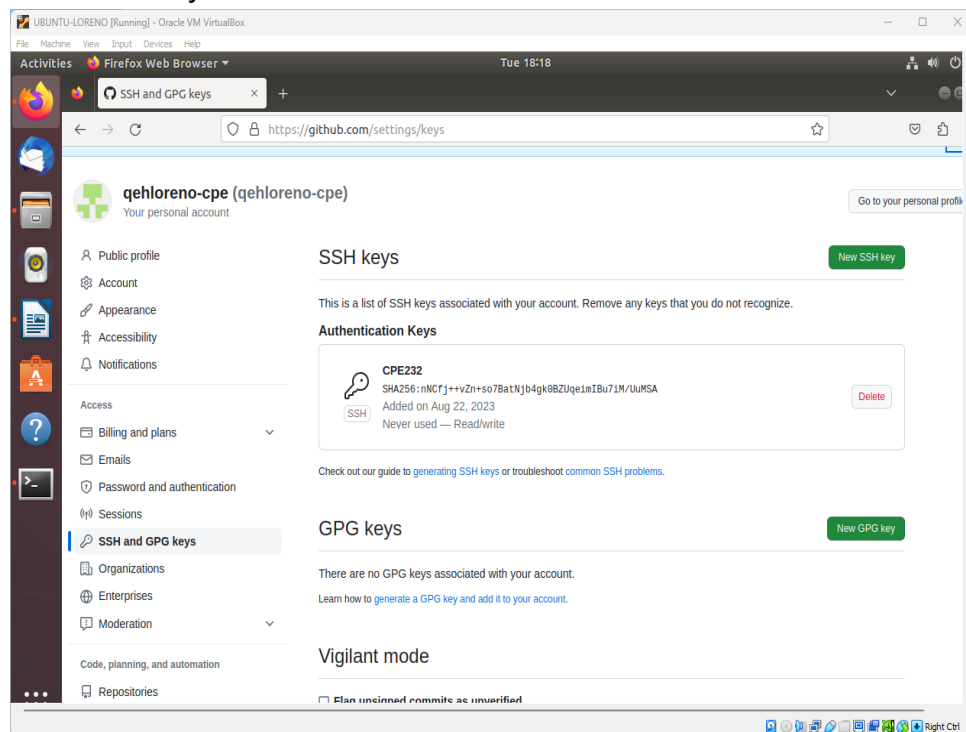 UBUNTU-LORENO [Running] - Oracle VM VirtualBox
File Machine View Input Devices Help
Activities Firefox Web Browser Tue 18:18
SSH and GPG keys
https://github.com/settings/keys
qehloreno-cpe (qehloreno-cpe)
Your personal account
Go to your personal profil
Public profile
Account
Appearance
Accessibility
Notifications
Access
Billing and plans
Emails
Password and authentication
Sessions
SSH and GPG keys
Organizations
Enterprises
Moderation
Code, planning, and automation
Repositories
SSH keys
New SSH key
This is a list of SSH keys associated with your account. Remove any keys that you do not recognize.
Authentication Keys
CPE232
SHA256:nNCfj++vZn+so7BatNjb4gk0BZUqeimIBu7iM/UuMSA
SSH
Added on Aug 22, 2023
Never used — Read/write
Delete
Check out our guide to generating SSH keys or troubleshoot common SSH problems.
GPG keys
New GPG key
There are no GPG keys associated with your account.
Learn how to generate a GPG key and add it to your account.
Vigilant mode
Flag unsigned commits as unverified
Right Ctrl